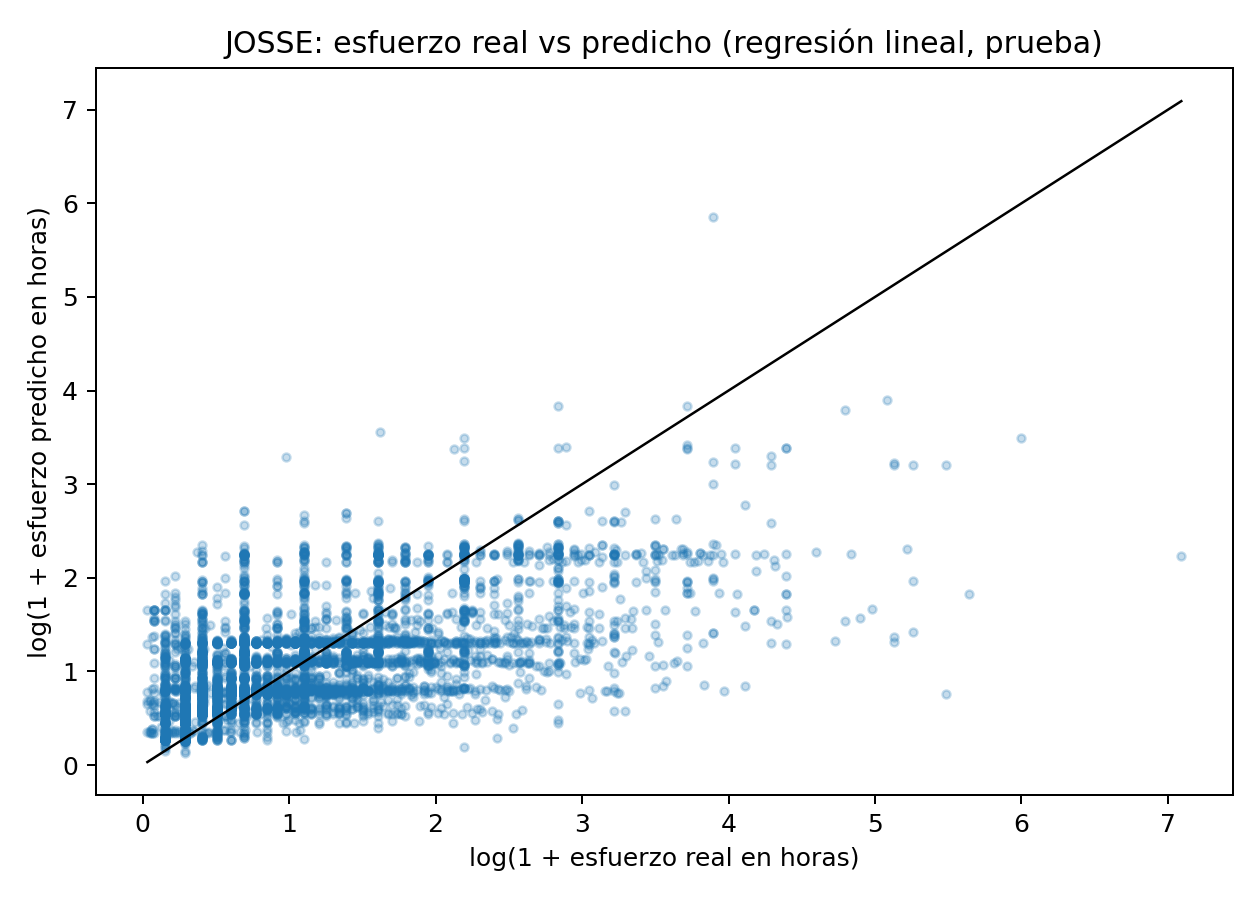 JOSSE: esfuerzo real vs predicho (regresión lineal, prueba)
log(1 + esfuerzo predicho en horas)
7
6
5
4
3
2
1
0
0 1 2 3 4 5 6 7
log(1 + esfuerzo real en horas)